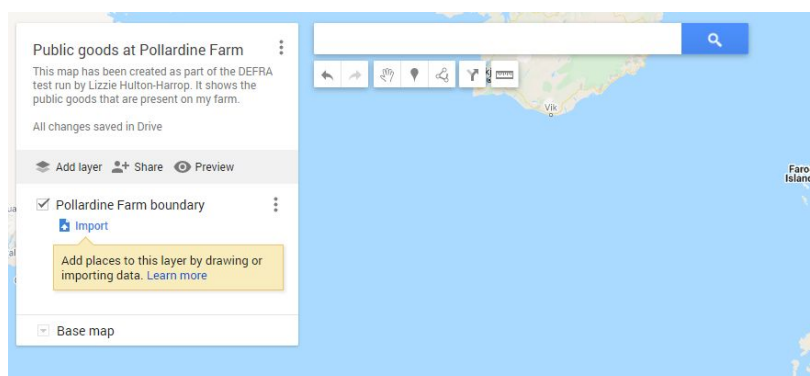 Public goods at Pollardine Farm
This map has been created as part of the DEFRA
test run by Lizzie Hulton-Harrop. It shows the
public goods that are present on my farm.
All changes saved in Drive
Add layer Share Preview
Pollardine Farm boundary
Import
Add places to this layer by drawing or
importing data. Learn more
Base map
Vik
Faro
Islan